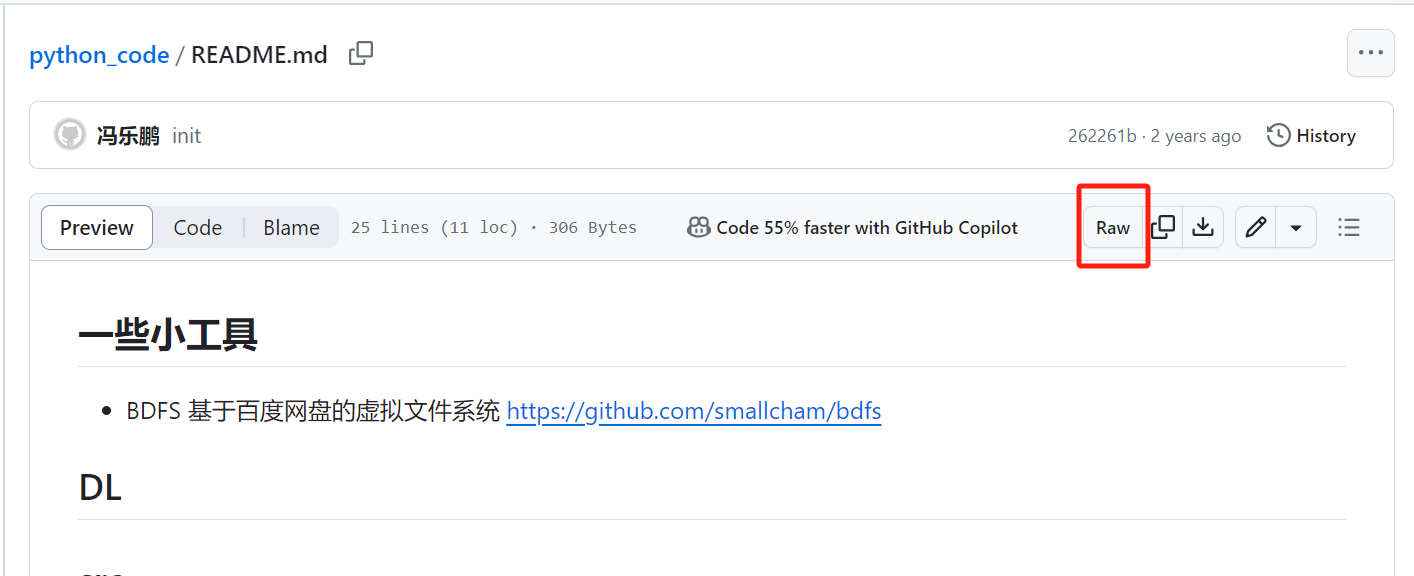 python_code / README.md
冯乐鹏 init 262261b · 2 years ago History
Preview Code Blame 25 lines (11 loc) · 306 Bytes Code 55% faster with GitHub Copilot Raw
一些小工具
BDFS 基于百度网盘的虚拟文件系统 https://github.com/smallcham/bdfs
DL